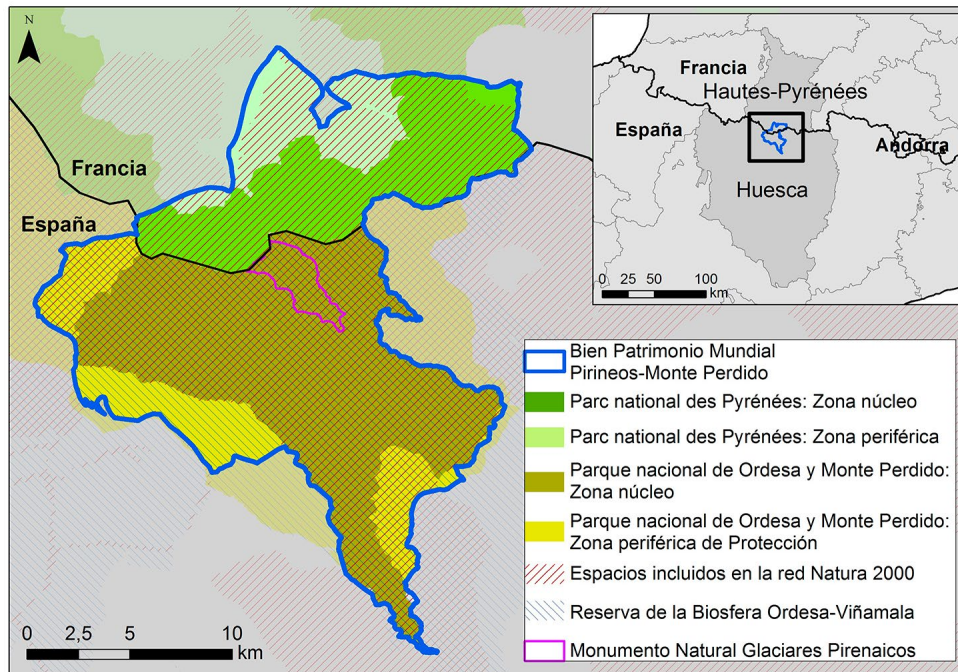 N
Francia
España
0 2,5 5 10
km
Francia
Hautes-Pyrénées
España
Andorra
Huesca
0 25 50 100
km
Bien Patrimonio Mundial
Pirineos-Monte Perdido
Parc national des Pyrénées: Zona núcleo
Parc national des Pyrénées: Zona periférica
Parque nacional de Ordesa y Monte Perdido:
Zona núcleo
Parque nacional de Ordesa y Monte Perdido:
Zona periférica de Protección
Espacios incluidos en la red Natura 2000
Reserva de la Biosfera Ordesa-Viñamala
Monumento Natural Glaciares Pirenaicos